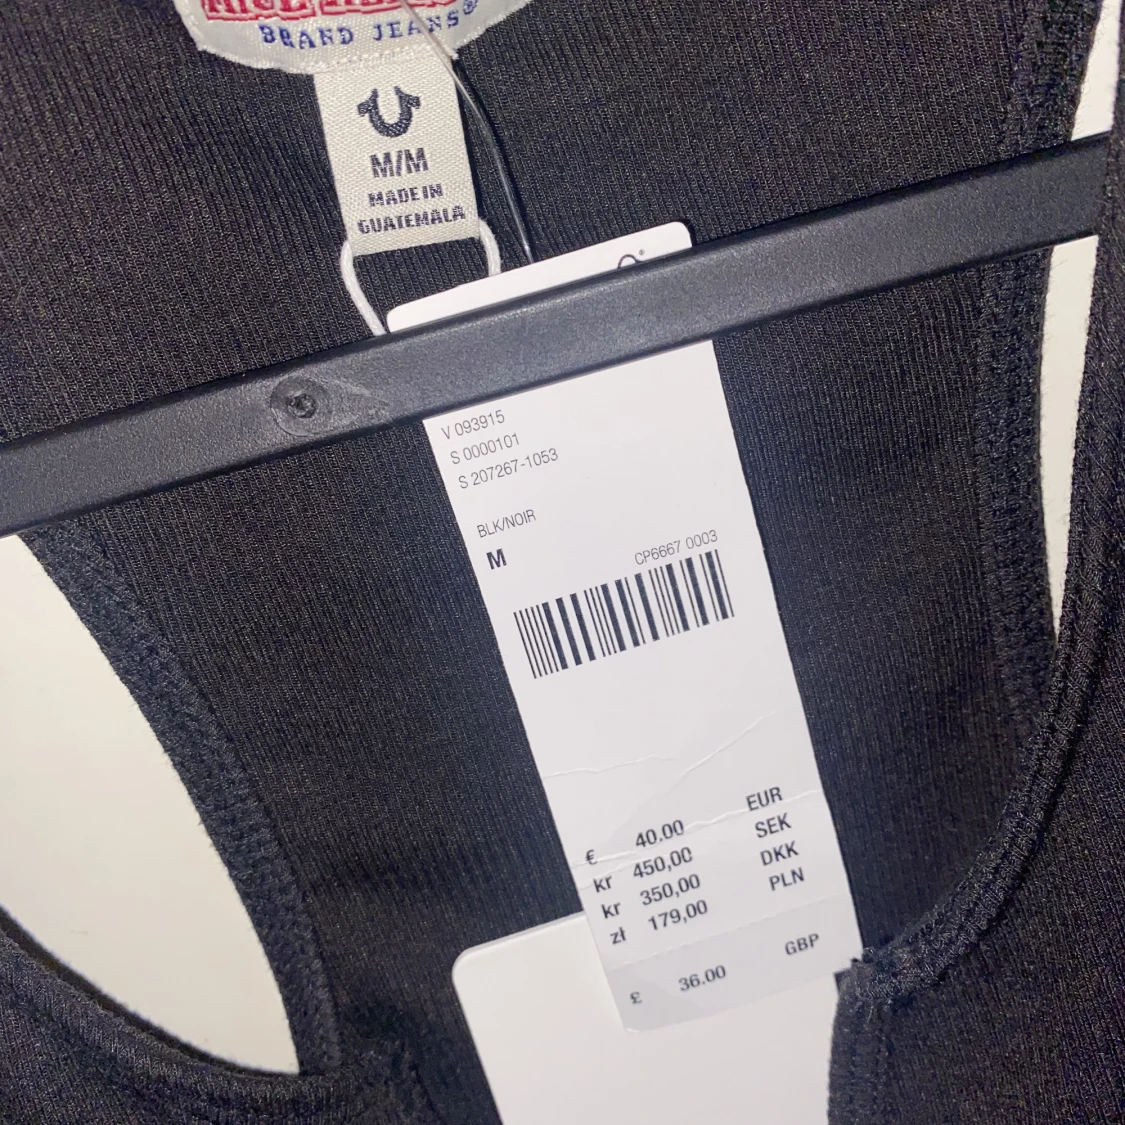 BRAND JEANS®
M/M
MADE IN
GUATEMALA
V 093915
S 0000101
S 207267-1053
BLK/NOIR
M
CP6667 0003
€ 40.00 EUR
kr 450,00 SEK
kr 350,00 DKK
zł 179,00 PLN
£ 36.00 GBP